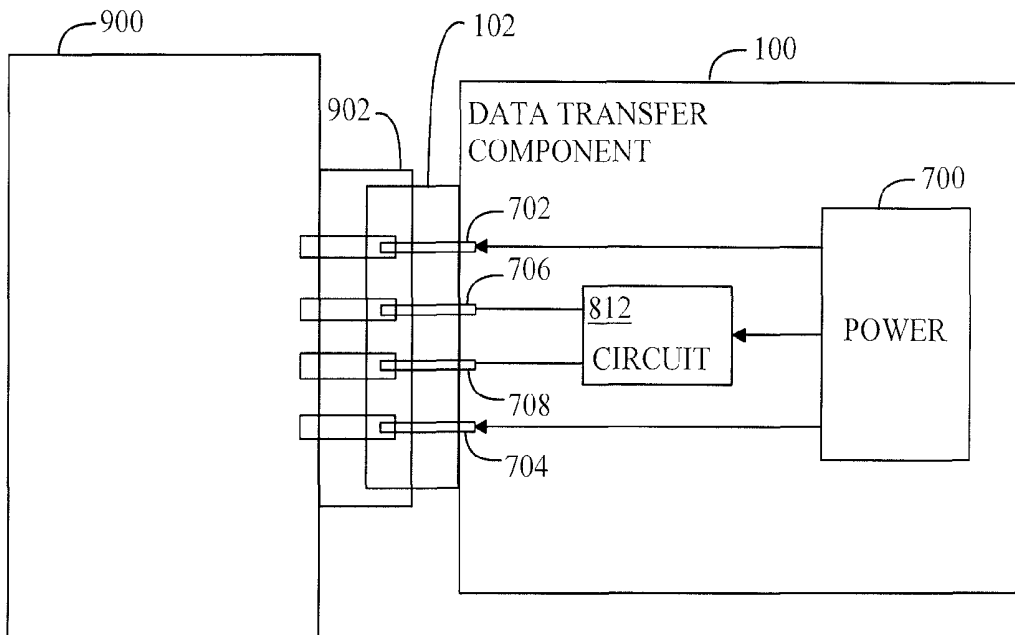 900
102
100
902
DATA TRANSFER
COMPONENT
702
700
706
812
CIRCUIT
POWER
708
704